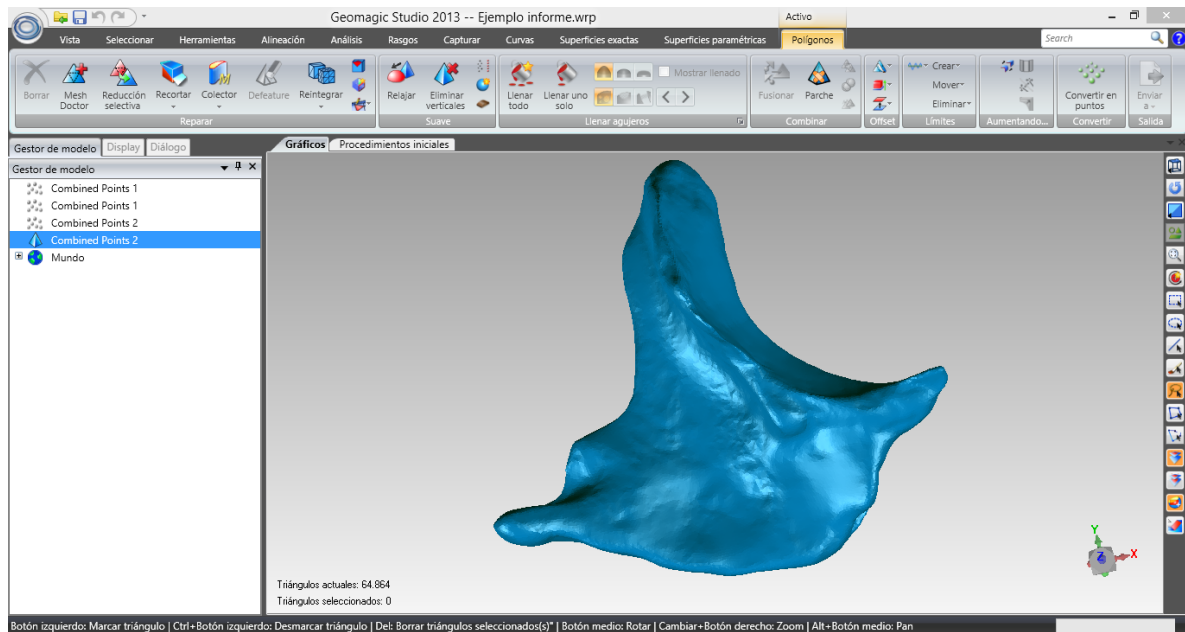 Geomagic Studio 2013 -- Ejemplo informe.wrp
Activo
Vista Seleccionar Herramientas Alineación Análisis Rasgos Capturar Curvas Superficies exactas Superficies paramétricas Polígonos
Search
Borrar Mesh Doctor Reducción selectiva Recortar Colector Defeature Reintegrar
Relajar Eliminar verticales
Llenar todo Llenar uno solo Mostrar llenado
Fusionar Parche
Crear
Mover
Eliminar
Convertir en puntos
Enviar a
Reparar Suave Llenar agujeros Combinar Offset Límites Aumentando... Convertir Salida
Gestor de modelo Display Diálogo
Gráficos Procedimientos iniciales
Gestor de modelo
Combined Points 1
Combined Points 1
Combined Points 2
Combined Points 2
Mundo
Y
Z X
Triángulos actuales: 64.864
Triángulos seleccionados: 0
Botón izquierdo: Marcar triángulo | Ctrl+Botón izquierdo: Desmarcar triángulo | Del: Borrar triángulos seleccionados(s)" | Botón medio: Rotar | Cambiar+Botón derecho: Zoom | Alt+Botón medio: Pan